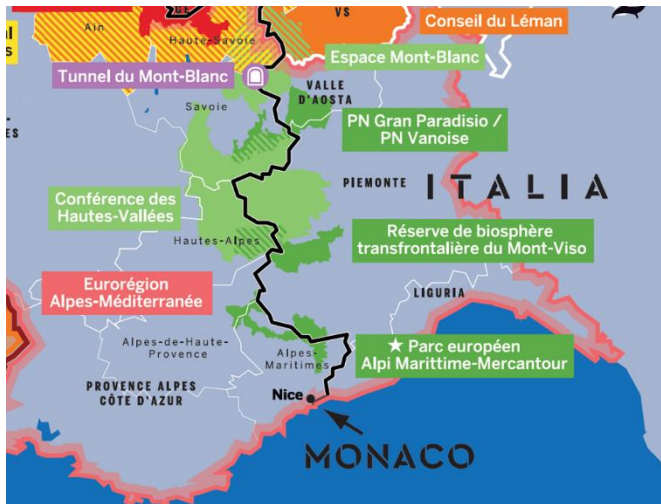 DE
VS
Conseil du Léman
Ain
Haute-Savoie
Espace Mont-Blanc
Tunnel du Mont-Blanc
VALLE
D'AOSTA
Savoie
PN Gran Paradisio /
PN Vanoise
PIEMONTE
ITALIA
Conférence des
Hautes-Vallées
Hautes-Alpes
Réserve de biosphère
transfrontalière du Mont-Viso
Eurorégion
Alpes-Méditerranée
LIGURIA
Alpes-de-Haute-
Provence
Alpes-
Maritimes
★ Parc européen
Alpi Marittime-Mercantour
PROVENCE ALPES
CÔTE D'AZUR
Nice
MONACO